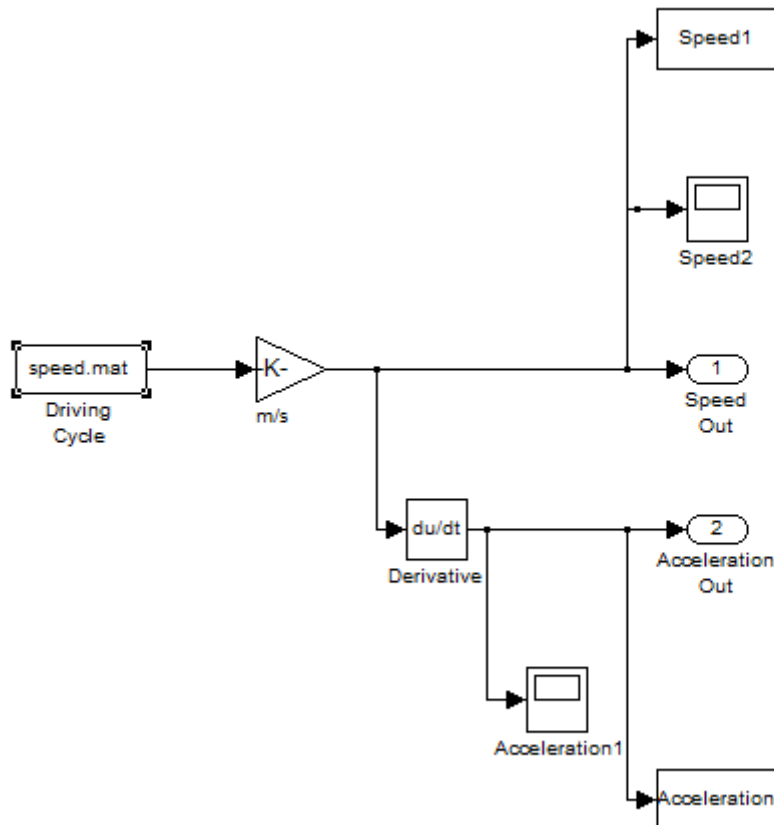 Speed1
Speed2
speed.mat
Driving
Cycle
-K-
m/s
1
Speed
Out
du/dt
Derivative
2
Acceleration
Out
Acceleration1
Acceleration